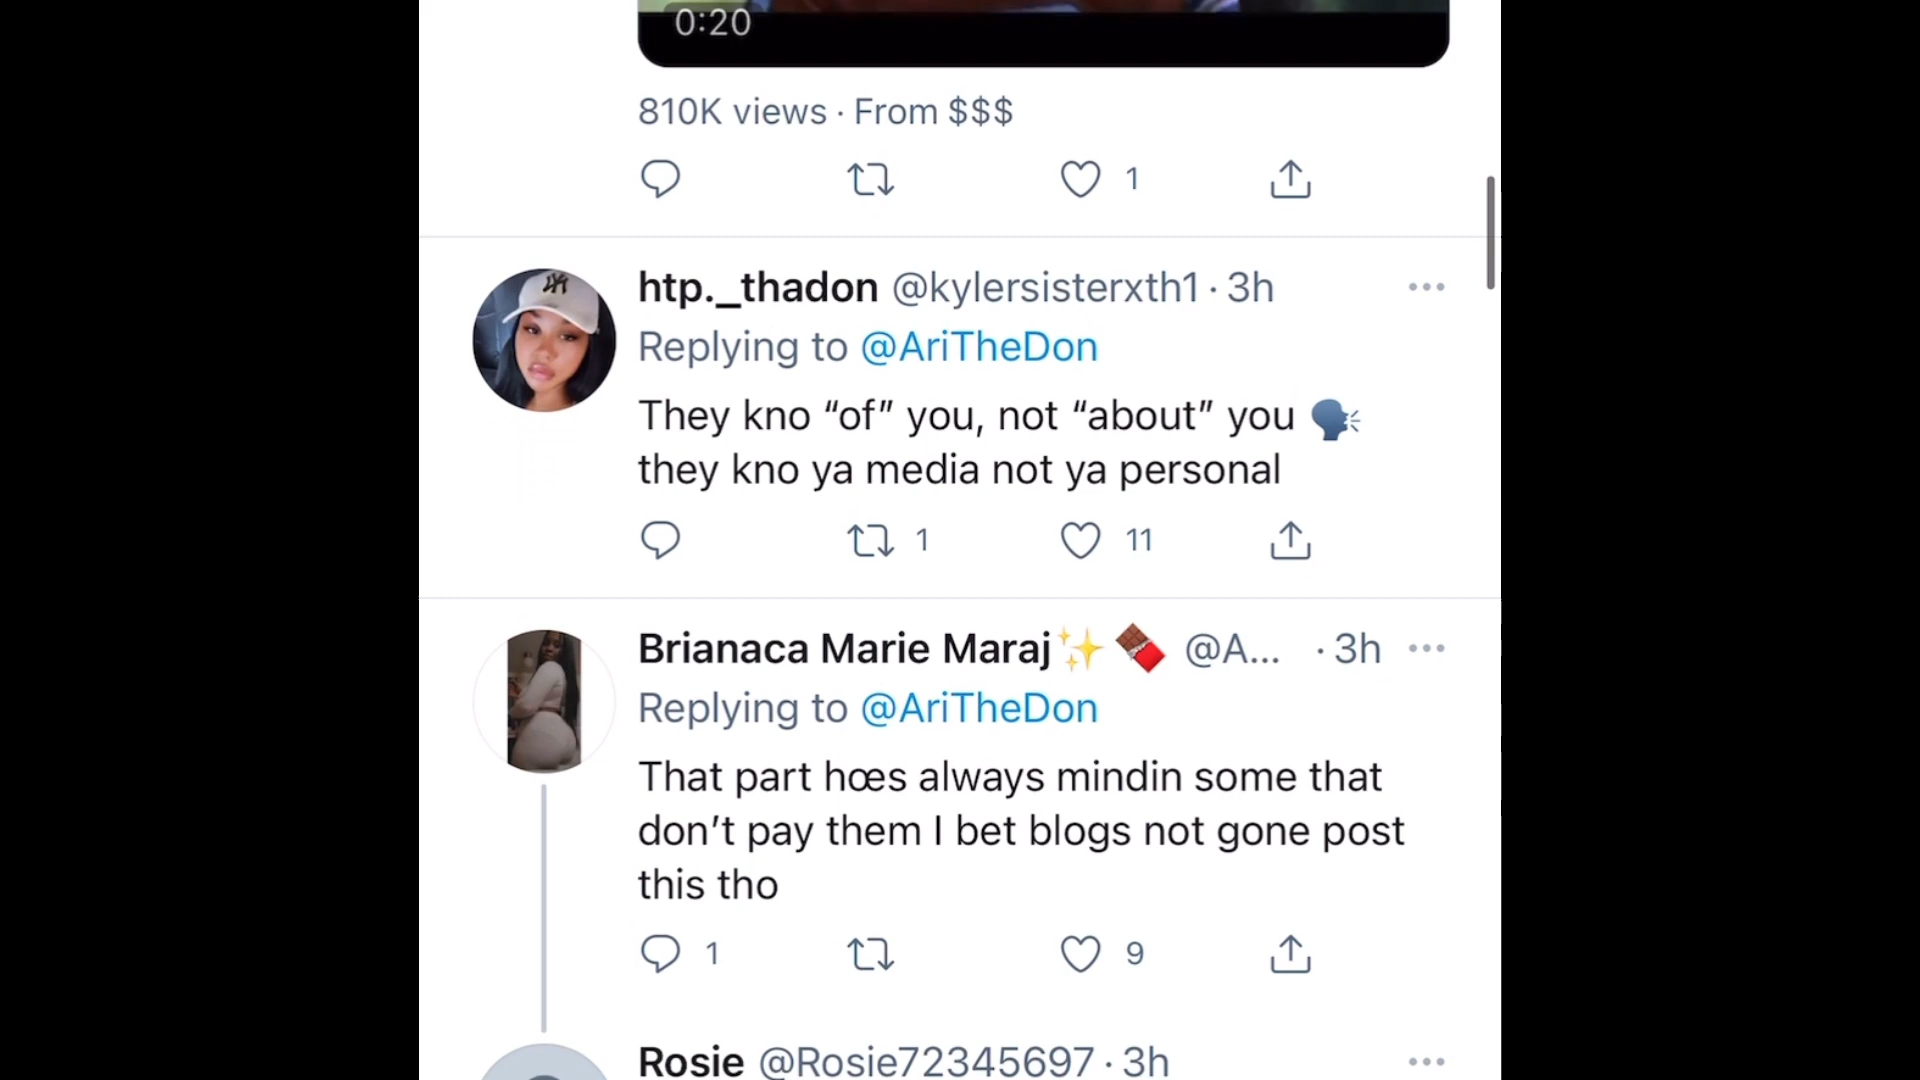 0:20
810K views · From $$$
1
htp._thadon @kylersisterxth1 · 3h
Replying to @AriTheDon
They kno “of” you, not “about” you 🗣
they kno ya media not ya personal
1 11
Brianaca Marie Maraj✨🍫 @A... · 3h
Replying to @AriTheDon
That part hœs always mindin some that
don’t pay them I bet blogs not gone post
this tho
1 9
Rosie @Rosie72345697 · 3h